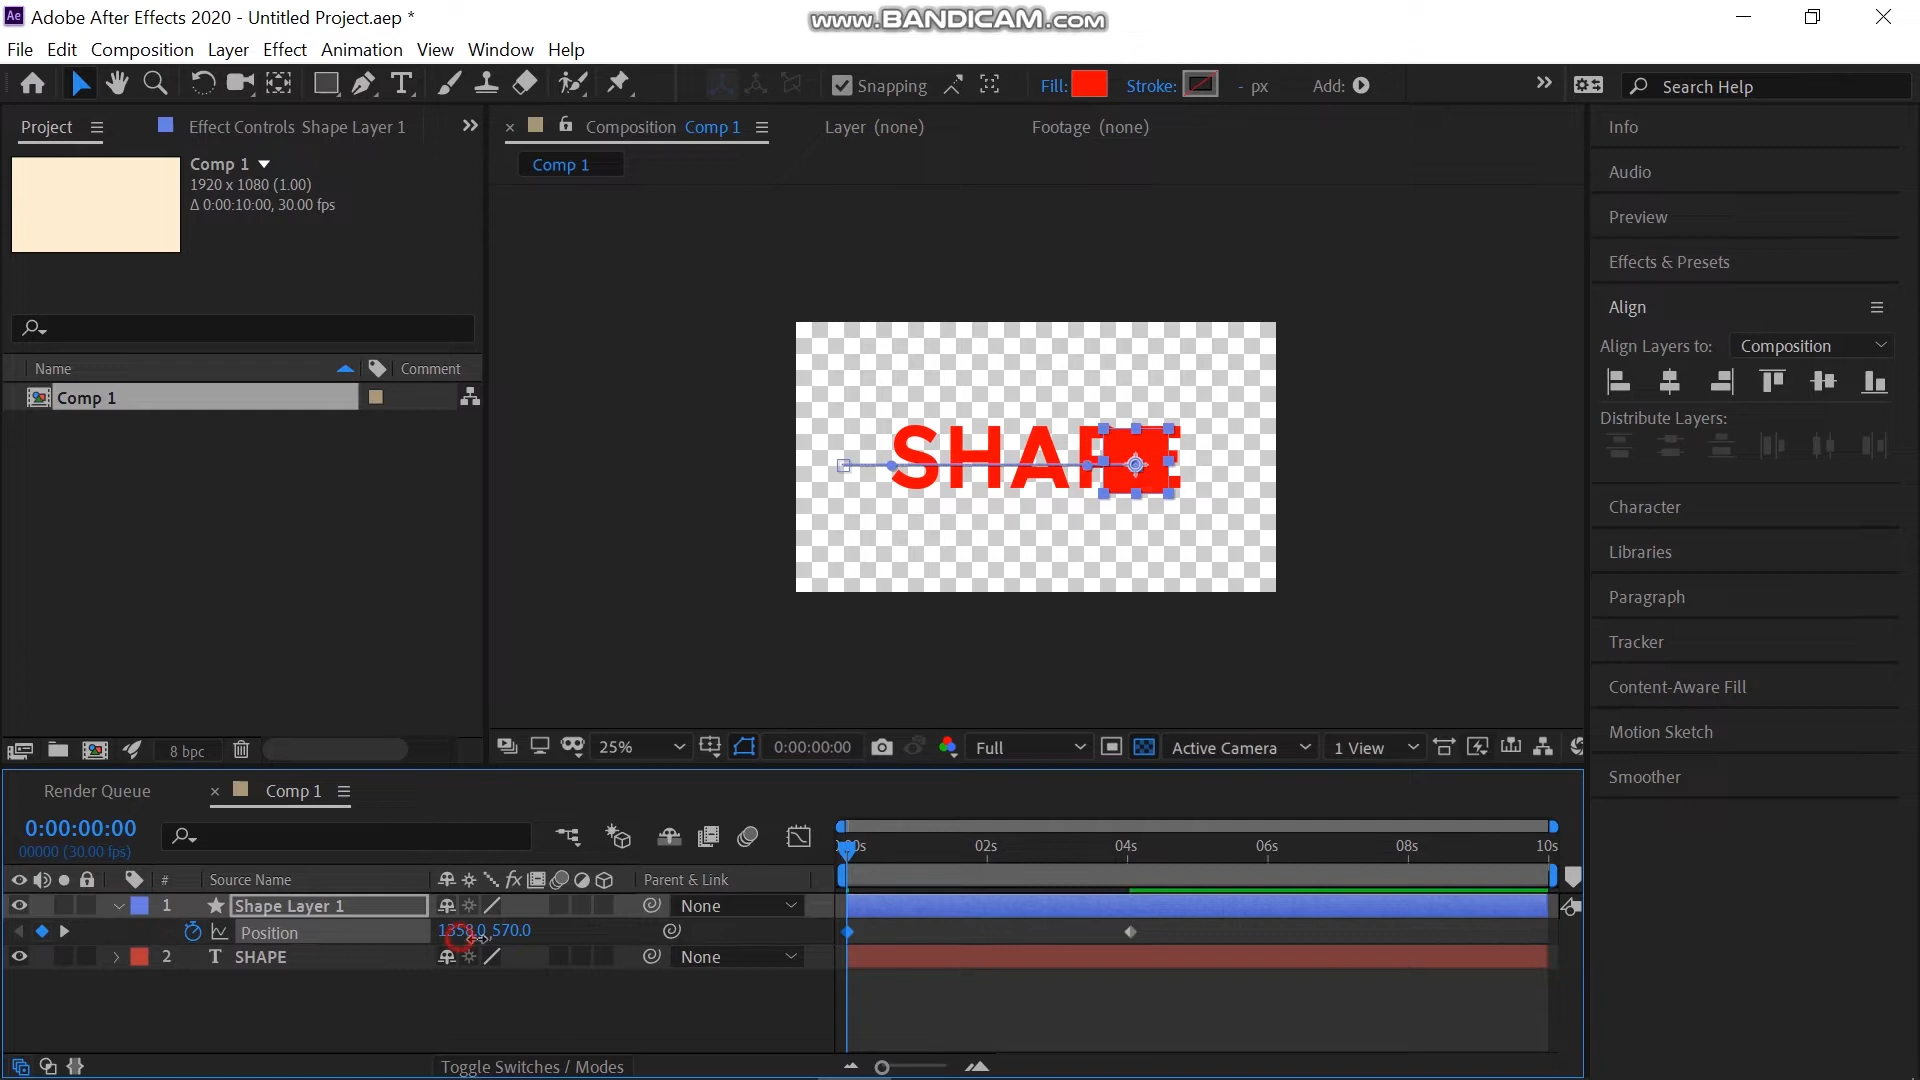 Ae Adobe After Effects 2020 - Untitled Project.aep *
www.BANDICAM.com
File Edit Composition Layer Effect Animation View Window Help
Snapping
Fill:
Stroke:
- px
Add:
Search Help
Project
Effect Controls Shape Layer 1
Composition Comp 1
Layer (none)
Footage (none)
Comp 1
Comp 1
1920 x 1080 (1.00)
Δ 0:00:10:00, 30.00 fps
Name
Comment
Comp 1
8 bpc
SHAPE
25%
0:00:00:00
Full
Active Camera
1 View
Info
Audio
Preview
Effects & Presets
Align
Align Layers to: Composition
Distribute Layers:
Character
Libraries
Paragraph
Tracker
Content-Aware Fill
Motion Sketch
Smoother
Render Queue
Comp 1
0:00:00:00
00000 (30.00 fps)
02s 04s 06s 08s 10s
# Source Name
fx
Parent & Link
1 Shape Layer 1
None
Position
1358.0 570.0
2 T SHAPE
None
Toggle Switches / Modes